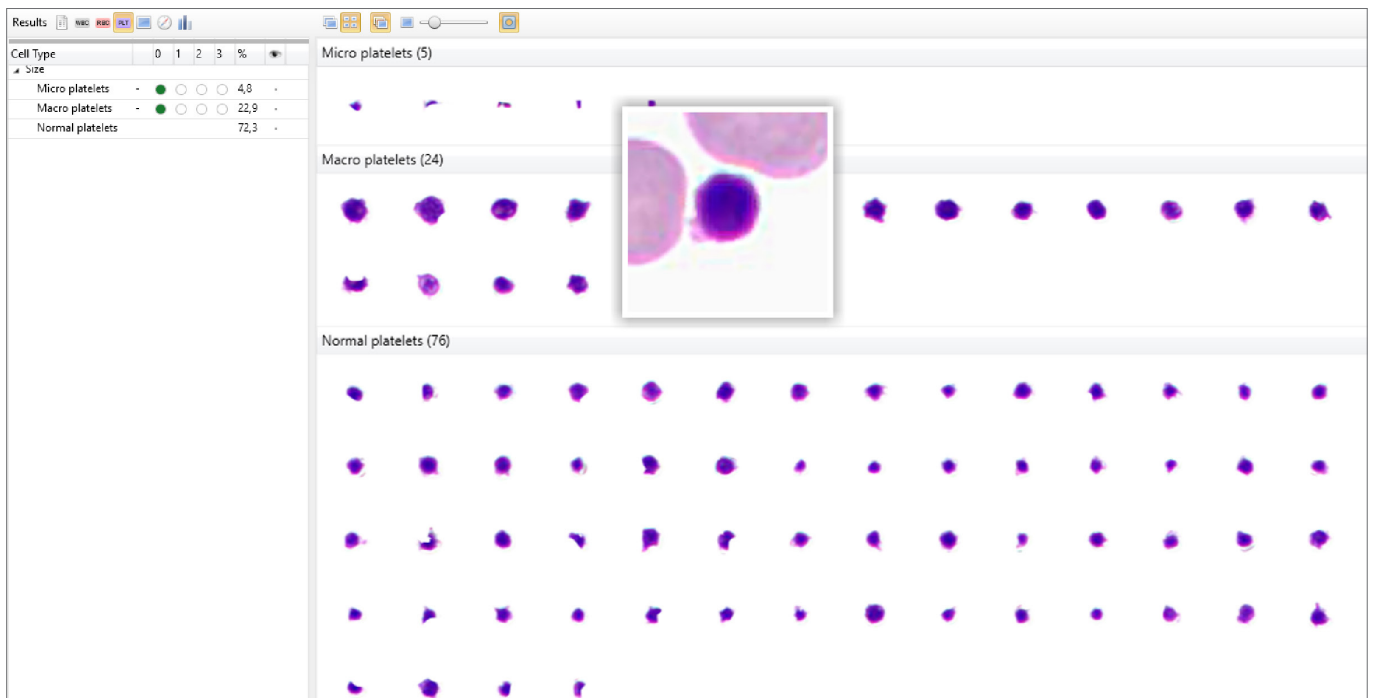 Results WBC RBC PLT
Cell Type 0 1 2 3 %
Size
Micro platelets - 4,8 -
Macro platelets - 22,9 -
Normal platelets 72,3 -
Micro platelets (5)
Macro platelets (24)
Normal platelets (76)